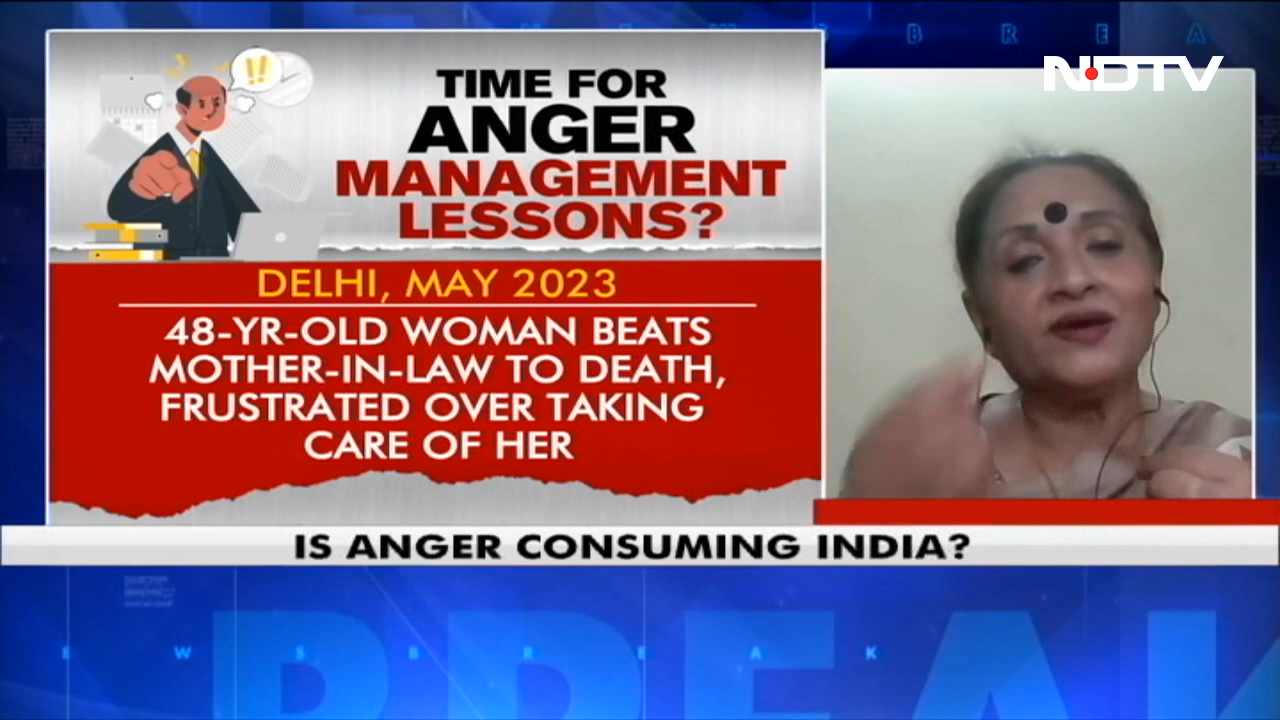 N E W S B R E A
NDTV
!!
TIME FOR
ANGER
MANAGEMENT
LESSONS?
DELHI, MAY 2023
48-YR-OLD WOMAN BEATS
MOTHER-IN-LAW TO DEATH,
FRUSTRATED OVER TAKING
CARE OF HER
IS ANGER CONSUMING INDIA?
E W S B R E A K
BREAK